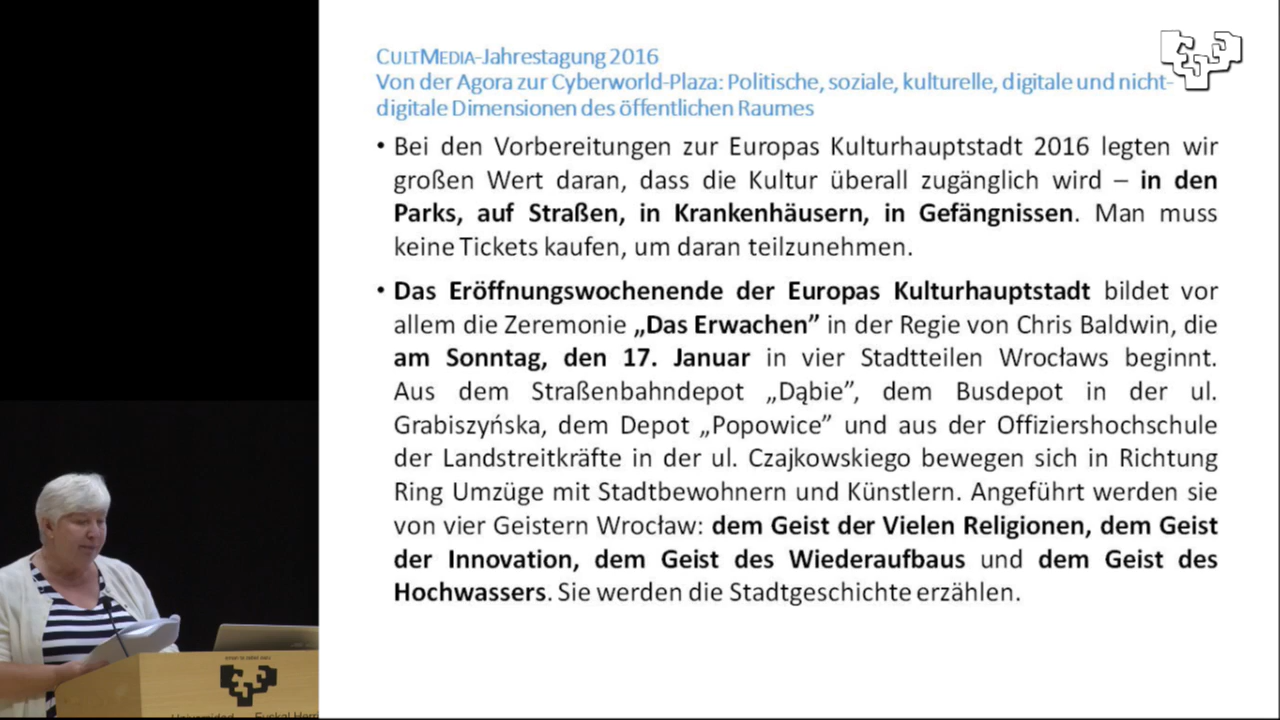 CULTMEDIA-Jahrestagung 2016
Von der Agora zur Cyberworld-Plaza: Politische, soziale, kulturelle, digitale und nicht-
digitale Dimensionen des öffentlichen Raumes
• Bei den Vorbereitungen zur Europas Kulturhauptstadt 2016 legten wir
großen Wert daran, dass die Kultur überall zugänglich wird – in den
Parks, auf Straßen, in Krankenhäusern, in Gefängnissen. Man muss
keine Tickets kaufen, um daran teilzunehmen.
• Das Eröffnungswochenende der Europas Kulturhauptstadt bildet vor
allem die Zeremonie „Das Erwachen” in der Regie von Chris Baldwin, die
am Sonntag, den 17. Januar in vier Stadtteilen Wrocławs beginnt.
Aus dem Straßenbahndepot „Dąbie”, dem Busdepot in der ul.
Grabiszyńska, dem Depot „Popowice” und aus der Offiziershochschule
der Landstreitkräfte in der ul. Czajkowskiego bewegen sich in Richtung
Ring Umzüge mit Stadtbewohnern und Künstlern. Angeführt werden sie
von vier Geistern Wrocław: dem Geist der Vielen Religionen, dem Geist
der Innovation, dem Geist des Wiederaufbaus und dem Geist des
Hochwassers. Sie werden die Stadtgeschichte erzählen.
Universidad Euskal Herri